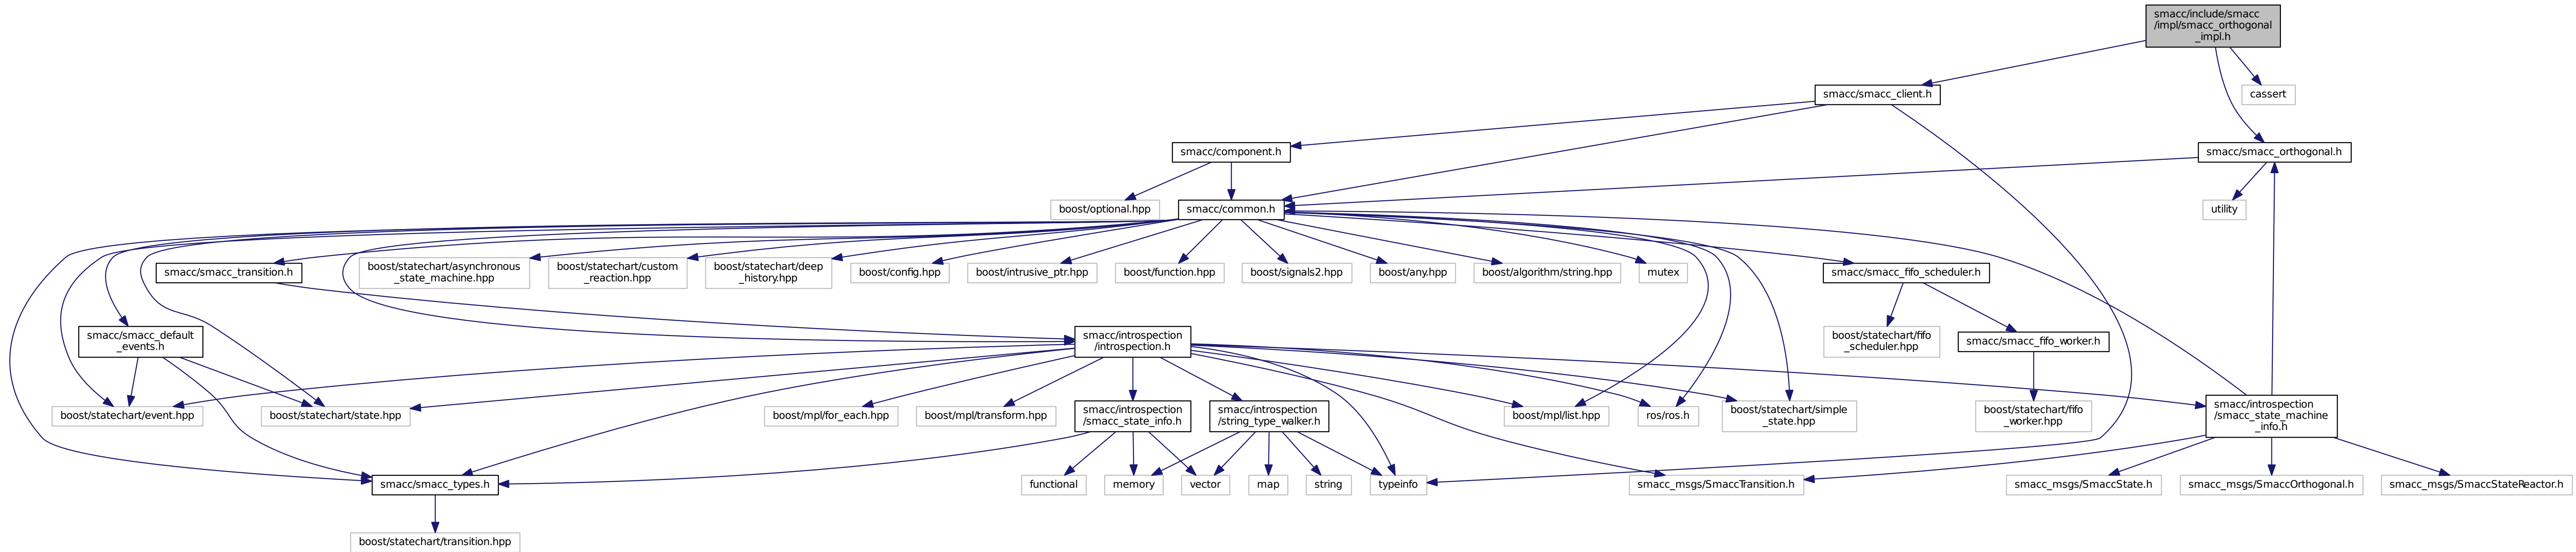 smacc/include/smacc
/impl/smacc_orthogonal
_impl.h
smacc/smacc_client.h
cassert
smacc/component.h
smacc/smacc_orthogonal.h
boost/optional.hpp
smacc/common.h
utility
smacc/smacc_transition.h
boost/statechart/asynchronous
_state_machine.hpp
boost/statechart/custom
_reaction.hpp
boost/statechart/deep
_history.hpp
boost/config.hpp
boost/intrusive_ptr.hpp
boost/function.hpp
boost/signals2.hpp
boost/any.hpp
boost/algorithm/string.hpp
mutex
smacc/smacc_fifo_scheduler.h
smacc/smacc_default
_events.h
smacc/introspection
/introspection.h
boost/statechart/fifo
_scheduler.hpp
smacc/smacc_fifo_worker.h
boost/statechart/event.hpp
boost/statechart/state.hpp
boost/mpl/for_each.hpp
boost/mpl/transform.hpp
smacc/introspection
/smacc_state_info.h
smacc/introspection
/string_type_walker.h
boost/mpl/list.hpp
ros/ros.h
boost/statechart/simple
_state.hpp
boost/statechart/fifo
_worker.hpp
smacc/introspection
/smacc_state_machine
_info.h
smacc/smacc_types.h
functional
memory
vector
map
string
typeinfo
smacc_msgs/SmaccTransition.h
smacc_msgs/SmaccState.h
smacc_msgs/SmaccOrthogonal.h
smacc_msgs/SmaccStateReactor.h
boost/statechart/transition.hpp